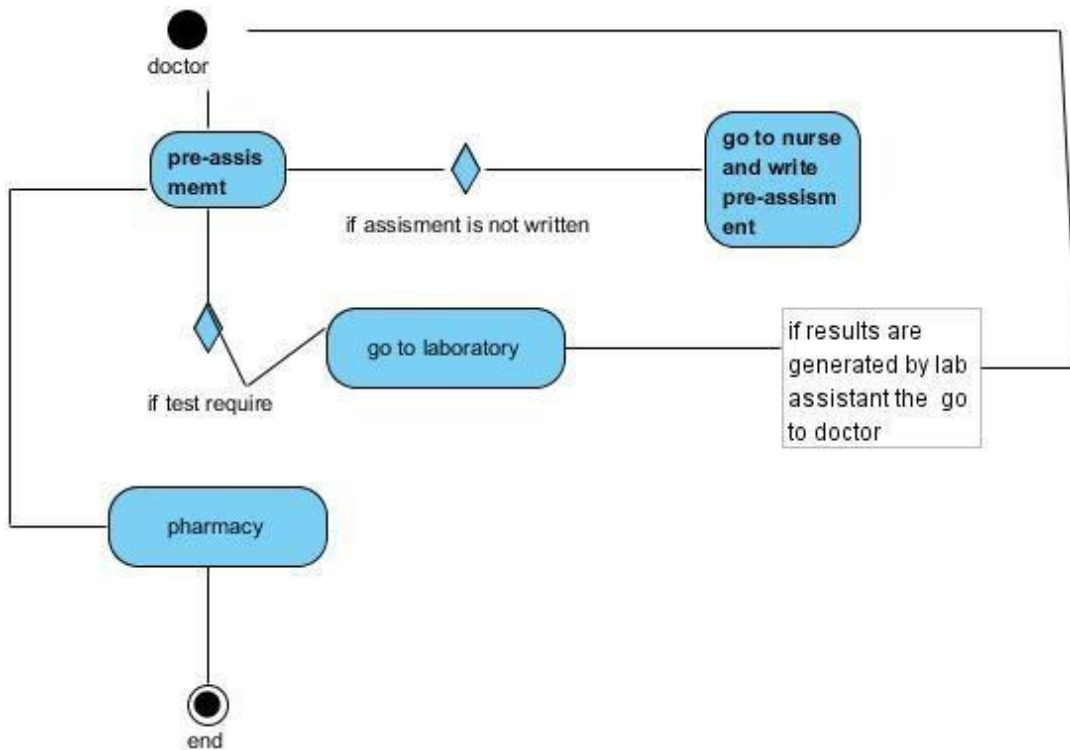 doctor
pre-assis
memt
go to nurse
and write
pre-assism
ent
if assisment is not written
go to laboratory
if results are
generated by lab
assistant the go
to doctor
if test require
pharmacy
end